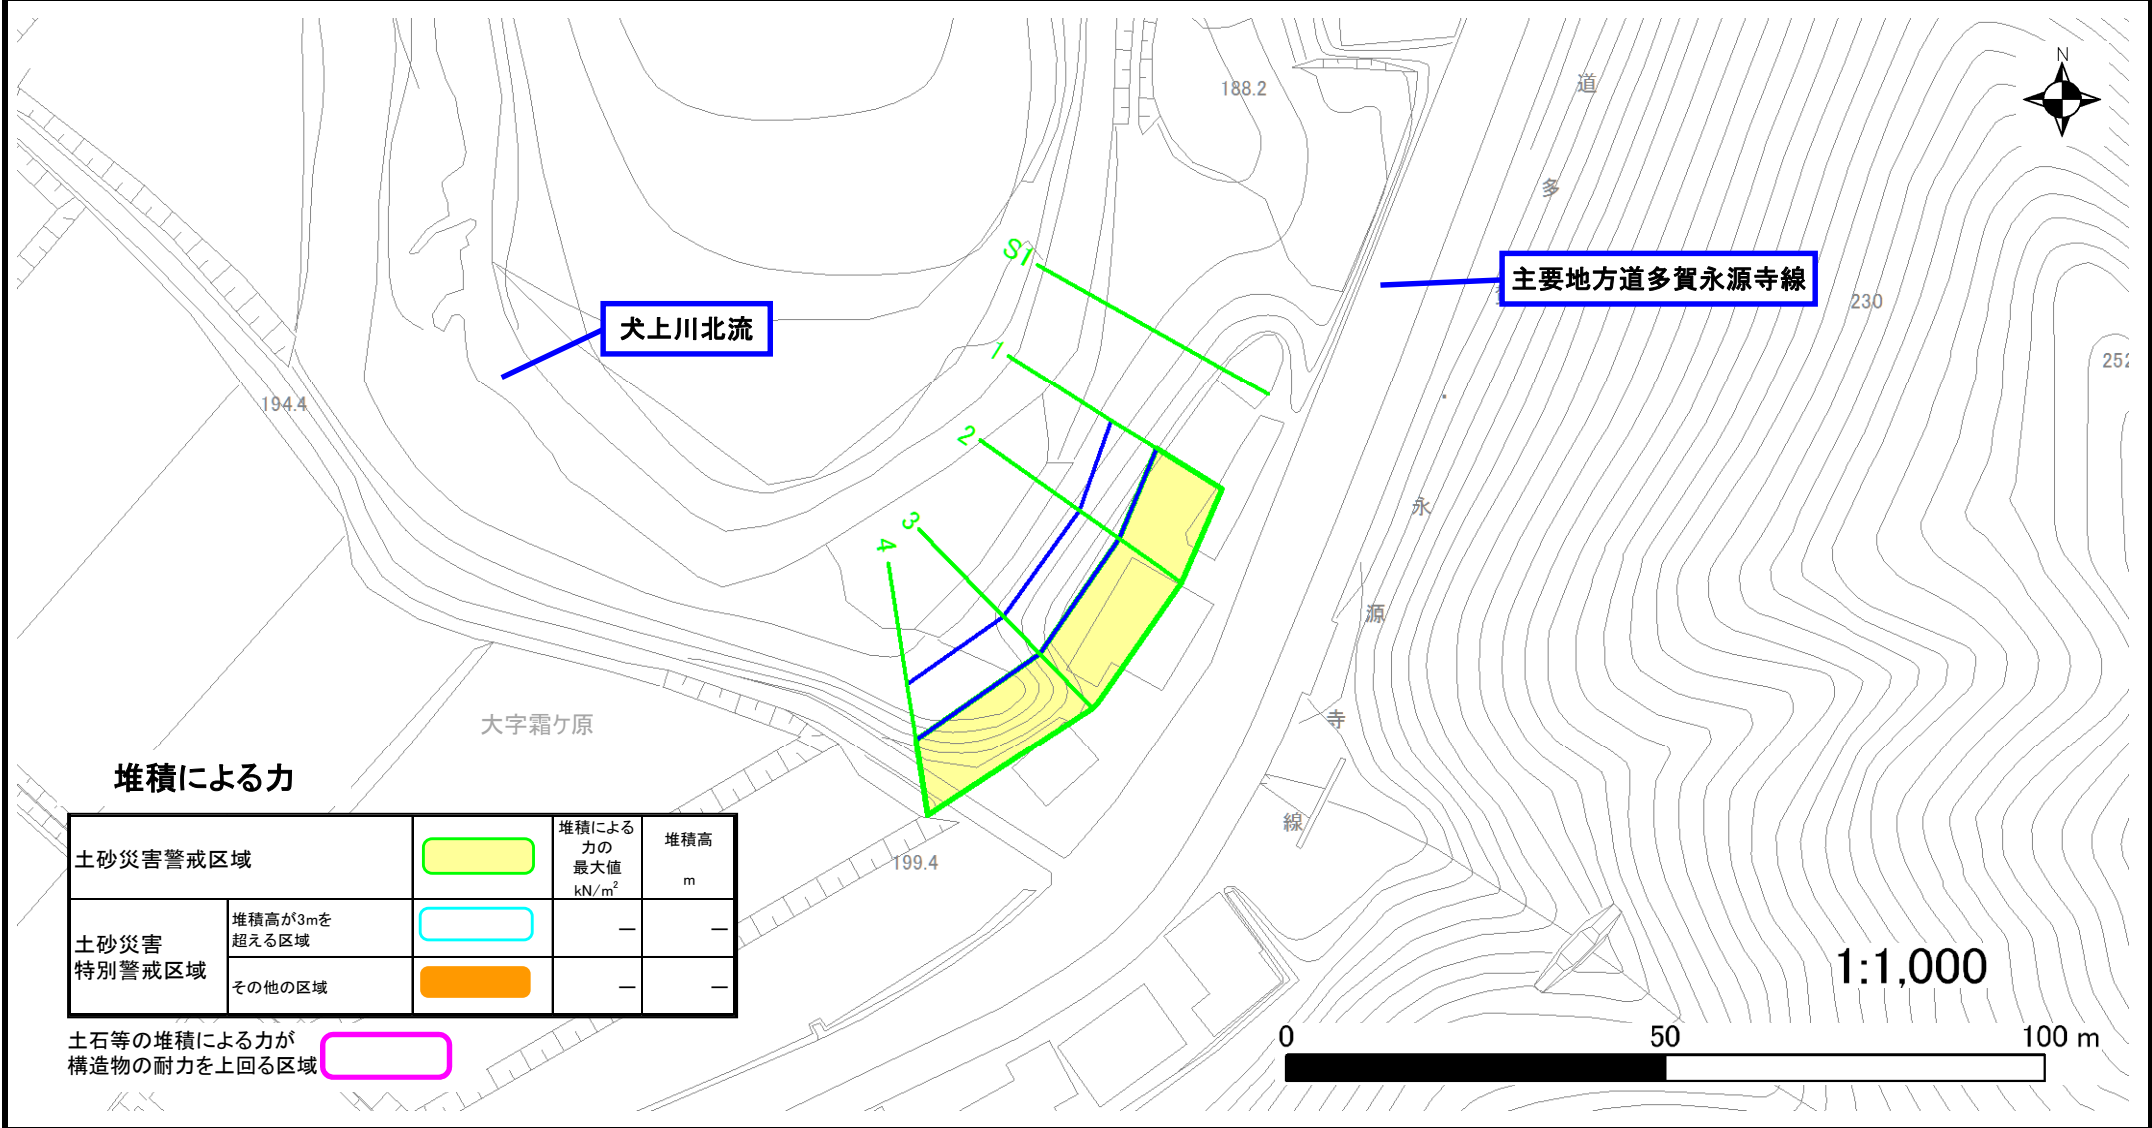 N
道
188.2
多
S1
主要地方道多賀永源寺線
230
犬上川北流
1
252
194.4
2
永
3
4
源
寺
大字霜ケ原
線
199.4
堆積による力
土砂災害警戒区域
堆積による
力の
最大値
kN/m²
堆積高
m
土砂災害
特別警戒区域
堆積高が3mを
超える区域
—
—
その他の区域
—
—
土石等の堆積による力が
構造物の耐力を上回る区域
1:1,000
0
50
100 m